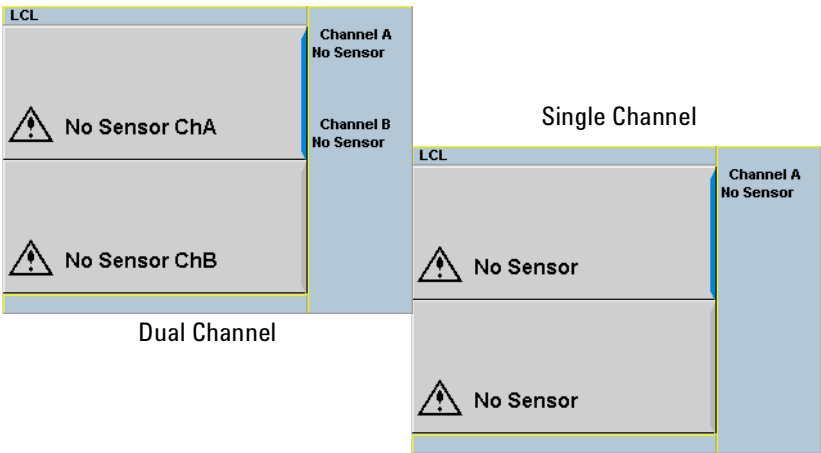 LCL
Channel A
No Sensor
No Sensor ChA
Channel B
No Sensor
No Sensor ChB
Dual Channel
Single Channel
LCL
Channel A
No Sensor
No Sensor
No Sensor